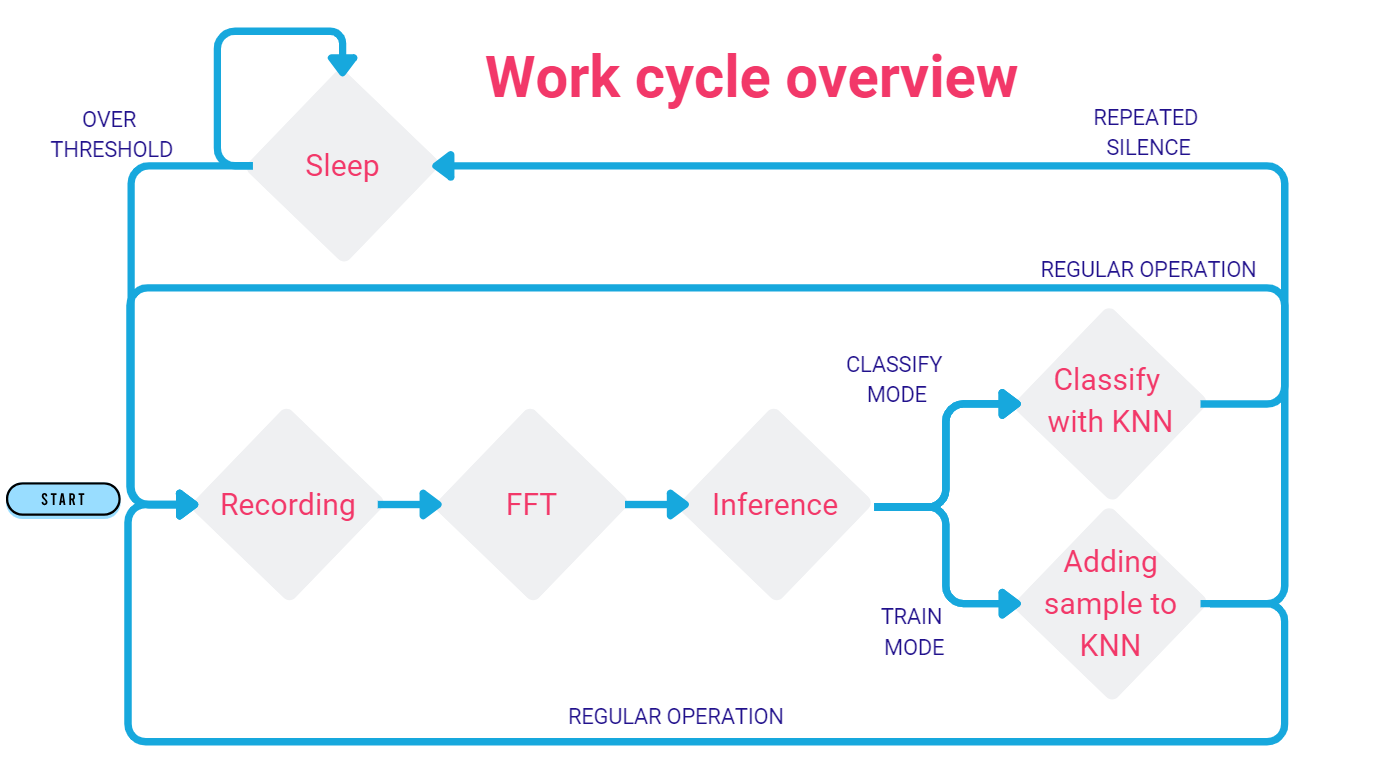 Work cycle overview
OVER
THRESHOLD
Sleep
REPEATED
SILENCE
REGULAR OPERATION
CLASSIFY
MODE
Classify
with KNN
START
Recording
FFT
Inference
TRAIN
MODE
Adding
sample to
KNN
REGULAR OPERATION